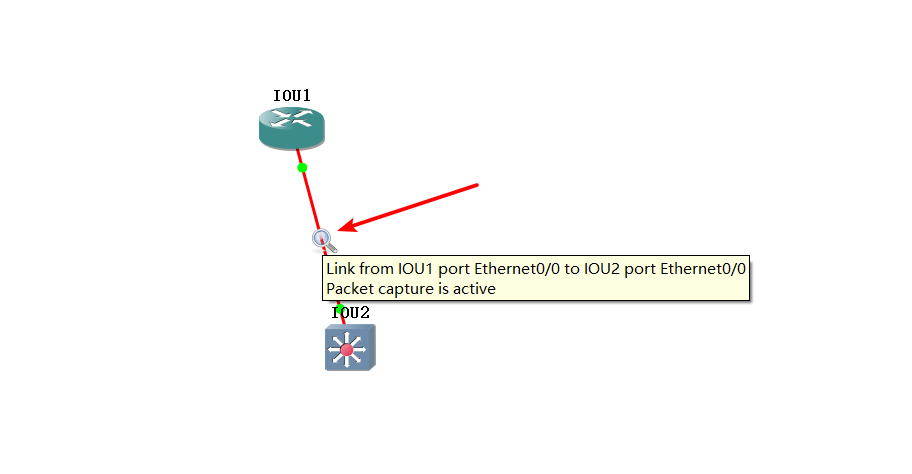 IOU1
Link from IOU1 port Ethernet0/0 to IOU2 port Ethernet0/0
Packet capture is active
IOU2